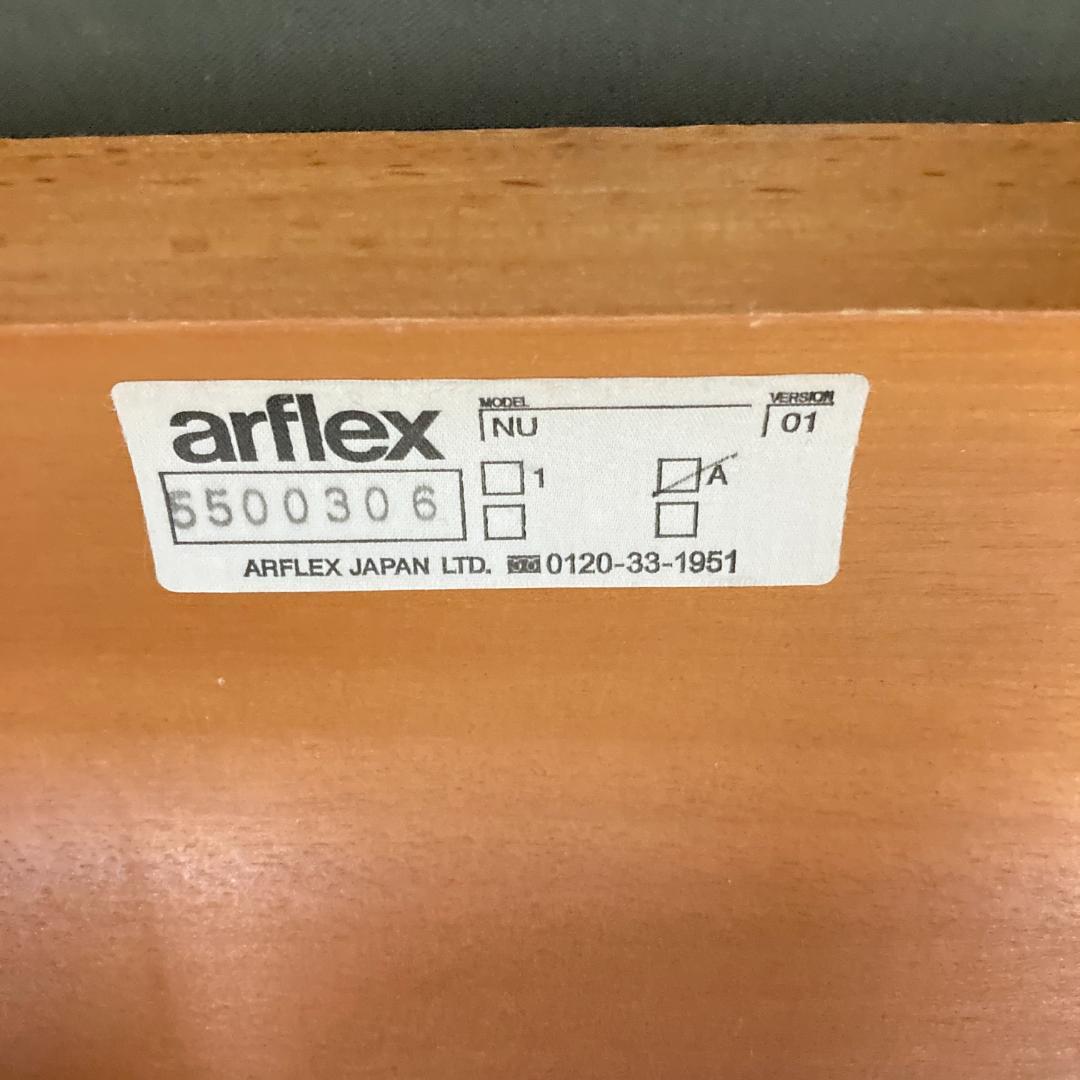 arflex
MODEL
NU
VERSION
01
5500306
1
A
ARFLEX JAPAN LTD. 0120-33-1951